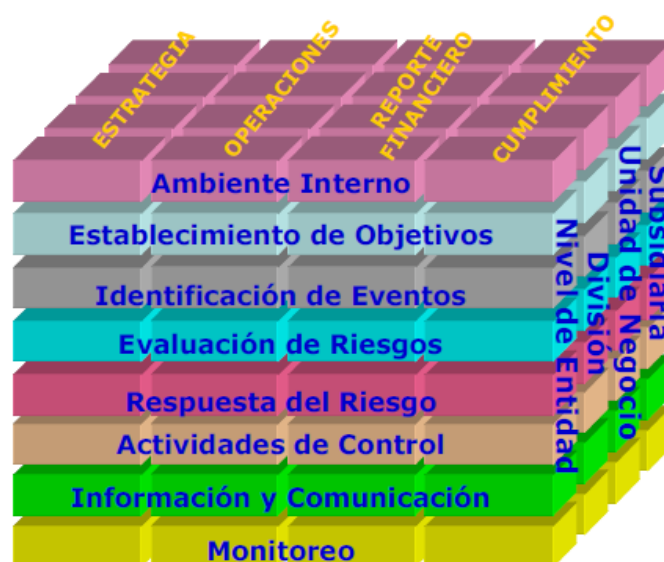 ESTRATEGIA
OPERACIONES
REPORTE
FINANCIERO
CUMPLIMIENTO
Ambiente Interno
Establecimiento de Objetivos
Identificación de Eventos
Evaluación de Riesgos
Respuesta del Riesgo
Actividades de Control
Información y Comunicación
Monitoreo
Nivel de Entidad
División
Unidad de Negocio
Subsidiaria